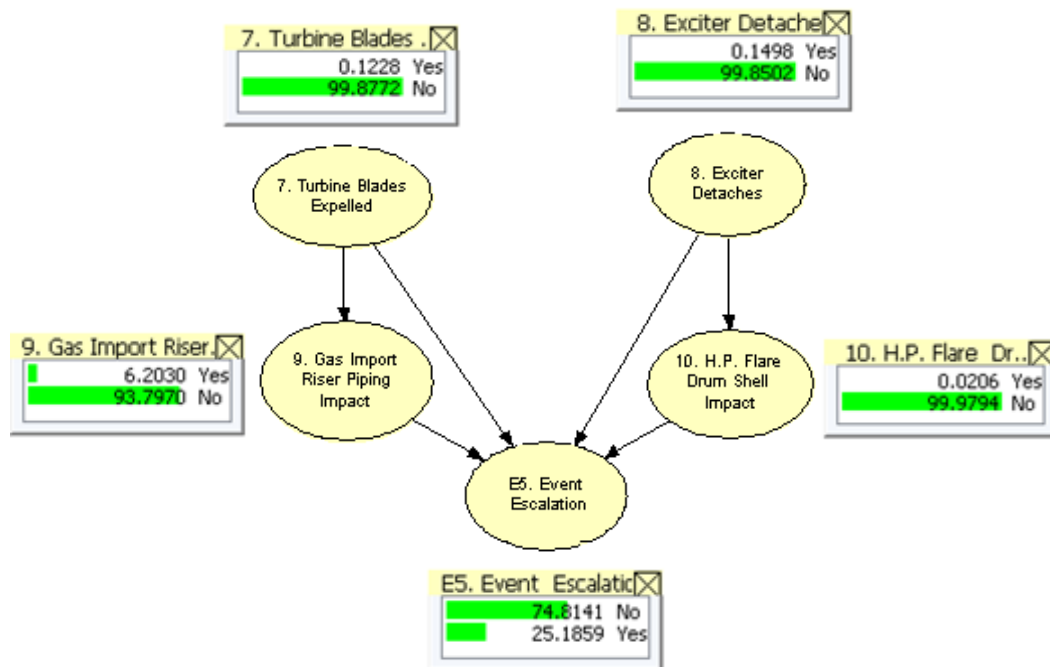 7. Turbine Blades .
0.1228 Yes
99.8772 No
8. Exciter Detache
0.1498 Yes
99.8502 No
7. Turbine Blades
Expelled
8. Exciter
Detaches
9. Gas Import Riser.
6.2030 Yes
93.7970 No
9. Gas Import
Riser Piping
Impact
10. H.P. Flare
Drum Shell
Impact
10. H.P. Flare Dr..
0.0206 Yes
99.9794 No
E5. Event
Escalation
E5. Event Escalatic
74.8141 No
25.1859 Yes